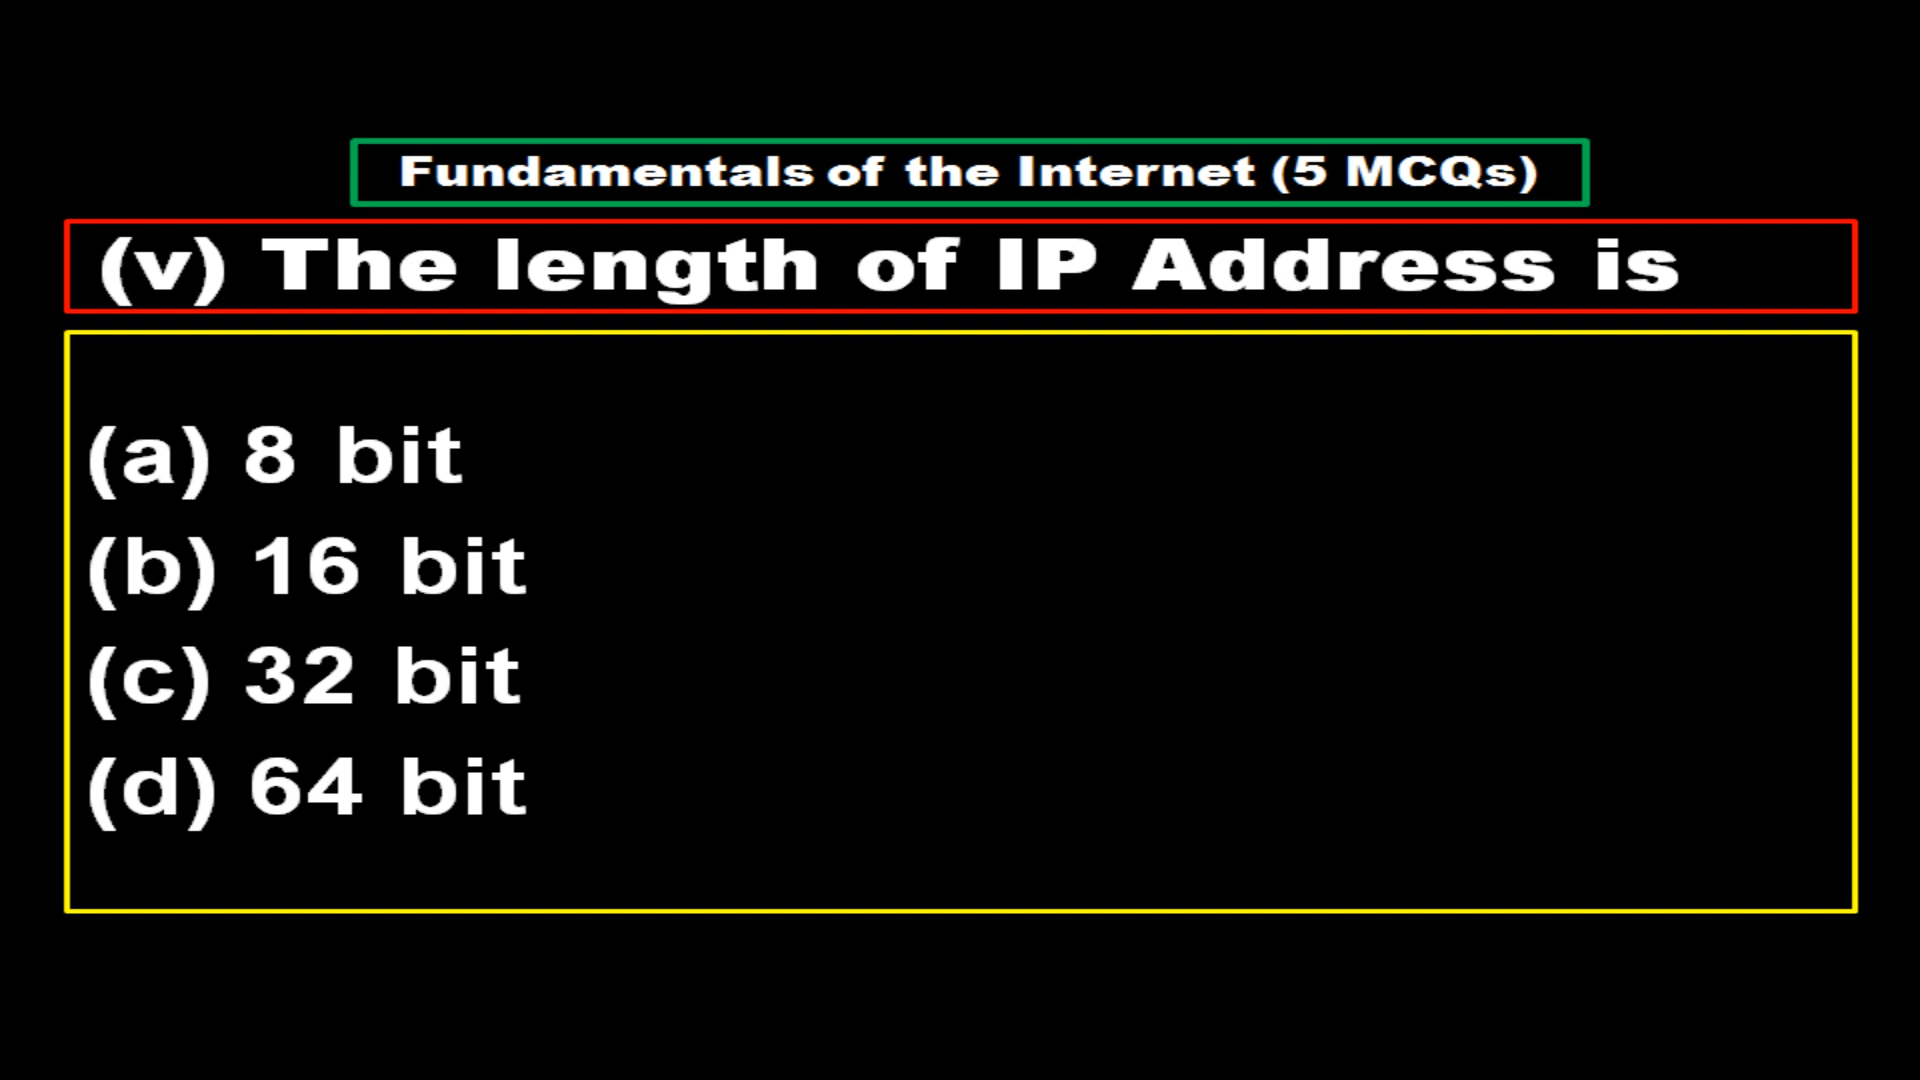 Fundamentals of the Internet (5 MCQs)
(v) The length of IP Address is
(a) 8 bit
(b) 16 bit
(c) 32 bit
(d) 64 bit